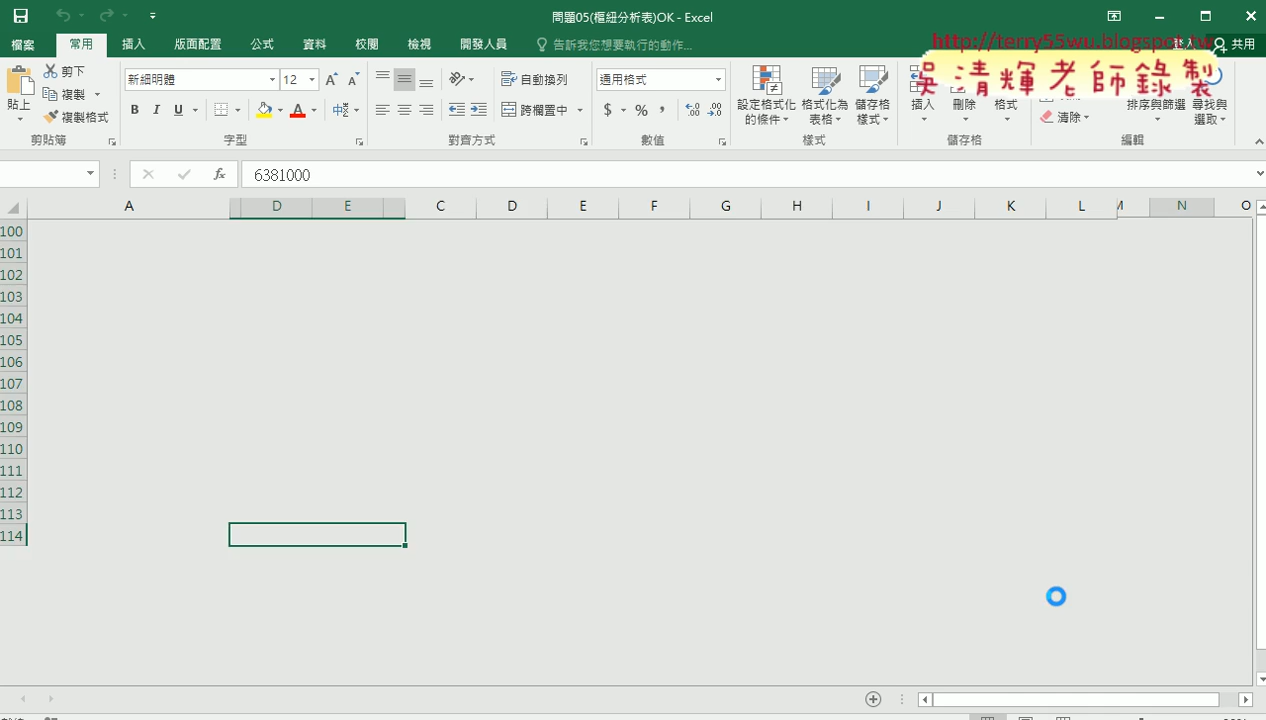 問題05(樞紐分析表)OK - Excel
http://terry55wu.blogspot.tw
吳清輝老師錄製
檔案 常用 插入 版面配置 公式 資料 校閱 檢視 開發人員 告訴我您想要執行的動作... 登入 共用
剪下
複製
複製格式
貼上
剪貼簿
新細明體 12
B I U
字型
自動換列
跨欄置中
對齊方式
通用格式
$ % ,
數值
設定格式化的條件 格式化為表格 儲存格樣式
樣式
插入 刪除 格式
儲存格
清除
排序與篩選 尋找與選取
編輯
fx 6381000
A D E C D E F G H I J K L M N O
100
101
102
103
104
105
106
107
108
109
110
111
112
113
114